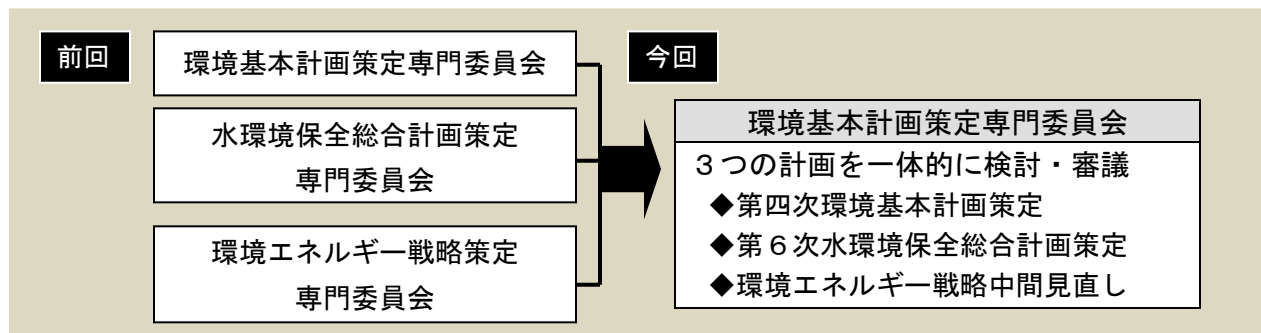 前回
環境基本計画策定専門委員会
水環境保全総合計画策定
専門委員会
環境エネルギー戦略策定
専門委員会
今回
環境基本計画策定専門委員会
３つの計画を一体的に検討・審議
◆第四次環境基本計画策定
◆第６次水環境保全総合計画策定
◆環境エネルギー戦略中間見直し